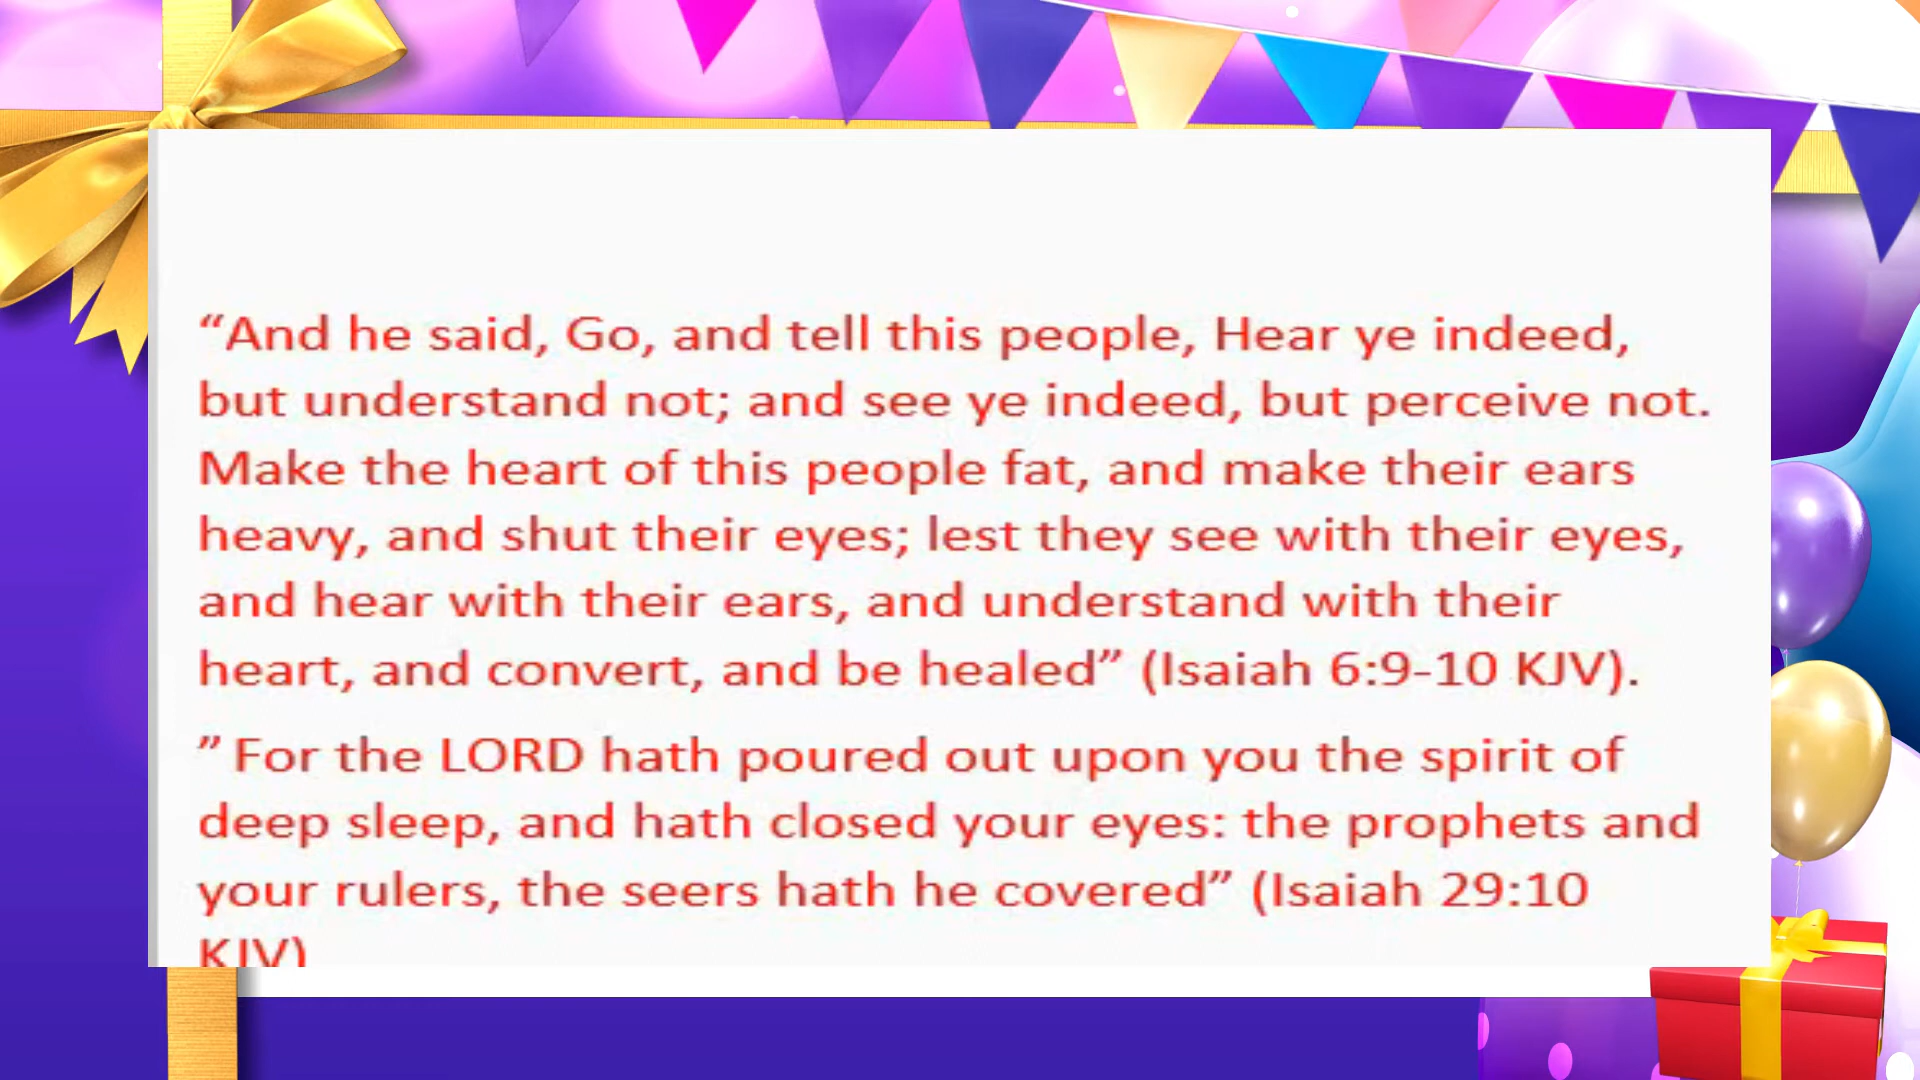 “And he said, Go, and tell this people, Hear ye indeed,
but understand not; and see ye indeed, but perceive not.
Make the heart of this people fat, and make their ears
heavy, and shut their eyes; lest they see with their eyes,
and hear with their ears, and understand with their
heart, and convert, and be healed” (Isaiah 6:9-10 KJV).
” For the LORD hath poured out upon you the spirit of
deep sleep, and hath closed your eyes: the prophets and
your rulers, the seers hath he covered” (Isaiah 29:10
KJV)